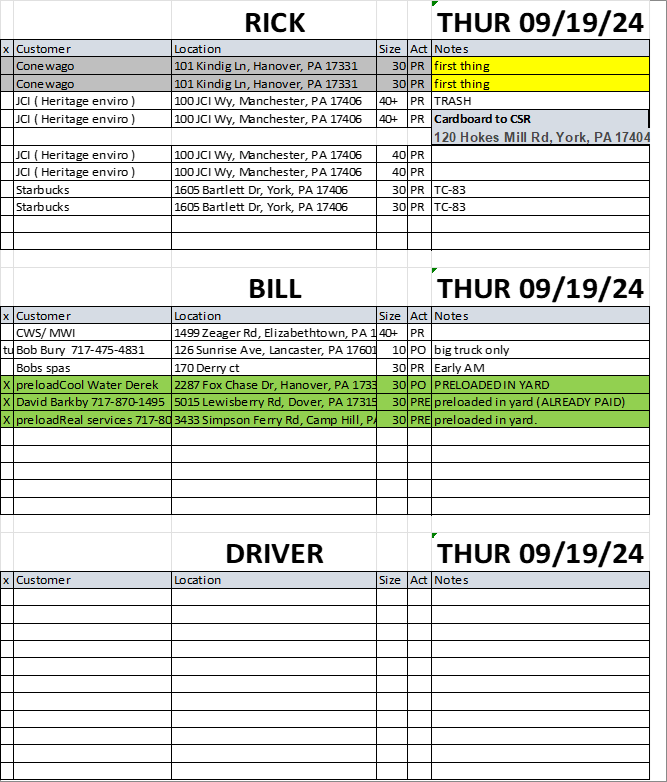 RICK THUR 09/19/24
x Customer Location Size Act Notes
Conewago 101 Kindig Ln, Hanover, PA 17331 30 PR first thing
Conewago 101 Kindig Ln, Hanover, PA 17331 30 PR first thing
JCI ( Heritage enviro ) 100 JCI Wy, Manchester, PA 17406 40+ PR TRASH
JCI ( Heritage enviro ) 100 JCI Wy, Manchester, PA 17406 40+ PR Cardboard to CSR
120 Hokes Mill Rd, York, PA 17404
JCI ( Heritage enviro ) 100 JCI Wy, Manchester, PA 17406 40 PR
JCI ( Heritage enviro ) 100 JCI Wy, Manchester, PA 17406 40 PR
Starbucks 1605 Bartlett Dr, York, PA 17406 30 PR TC-83
Starbucks 1605 Bartlett Dr, York, PA 17406 30 PR TC-83
BILL THUR 09/19/24
x Customer Location Size Act Notes
CWS/ MWI 1499 Zeager Rd, Elizabethtown, PA 1 40+ PR
tu Bob Bury 717-475-4831 126 Sunrise Ave, Lancaster, PA 17601 10 PO big truck only
Bobs spas 170 Derry ct 30 PR Early AM
X preloadCool Water Derek 2287 Fox Chase Dr, Hanover, PA 1733 30 PO PRELOADED IN YARD
X David Barkby 717-870-1495 5015 Lewisberry Rd, Dover, PA 17315 30 PRE preloaded in yard (ALREADY PAID)
X preloadReal services 717-80 3433 Simpson Ferry Rd, Camp Hill, PA 30 PRE preloaded in yard.
DRIVER THUR 09/19/24
x Customer Location Size Act Notes